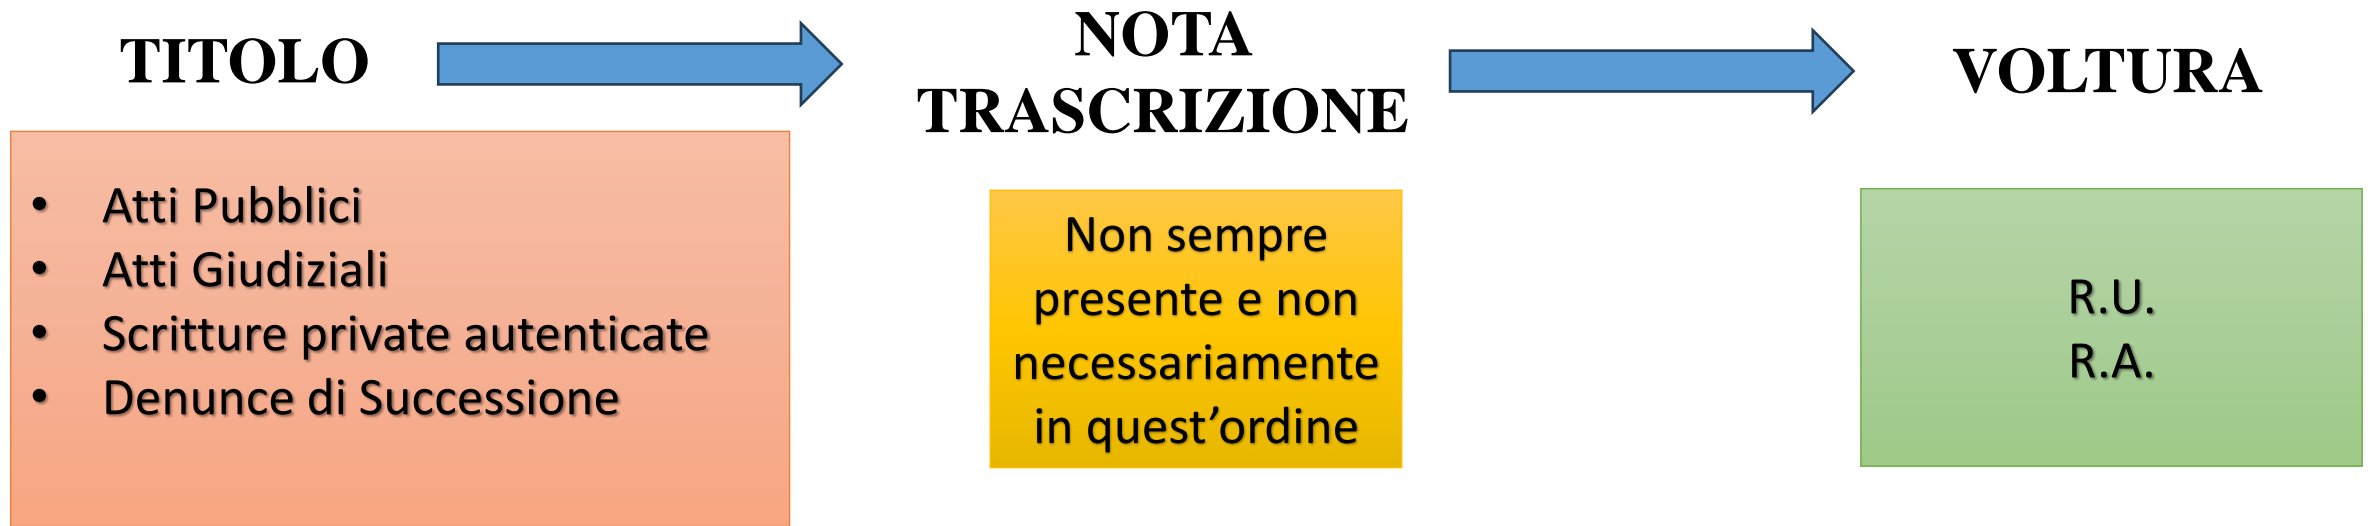 TITOLO
NOTA
TRASCRIZIONE
VOLTURA
• Atti Pubblici
• Atti Giudiziali
• Scritture private autenticate
• Denunce di Successione
Non sempre
presente e non
necessariamente
in quest’ordine
R.U.
R.A.